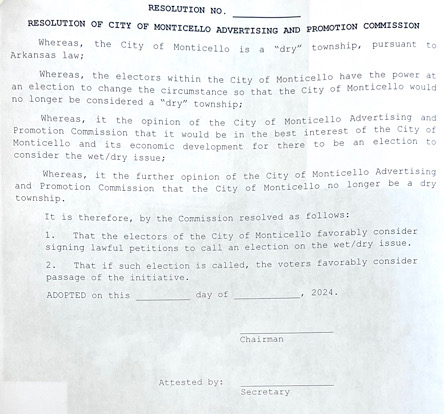 RESOLUTION NO. ____________
RESOLUTION OF CITY OF MONTICELLO ADVERTISING AND PROMOTION COMMISSION
Whereas, the City of Monticello is a "dry" township, pursuant to
Arkansas law;
Whereas, the electors within the City of Monticello have the power at
an election to change the circumstance so that the City of Monticello would
no longer be considered a "dry" township;
Whereas, it the opinion of the City of Monticello Advertising and
Promotion Commission that it would be in the best interest of the City of
Monticello and its economic development for there to be an election to
consider the wet/dry issue;
Whereas, it the further opinion of the City of Monticello Advertising
and Promotion Commission that the City of Monticello no longer be a dry
township.
It is therefore, by the Commission resolved as follows:
1. That the electors of the City of Monticello favorably consider
signing lawful petitions to call an election on the wet/dry issue.
2. That if such election is called, the voters favorably consider
passage of the initiative.
ADOPTED on this _________ day of ___________, 2024.
Chairman
Attested by: _______________
Secretary